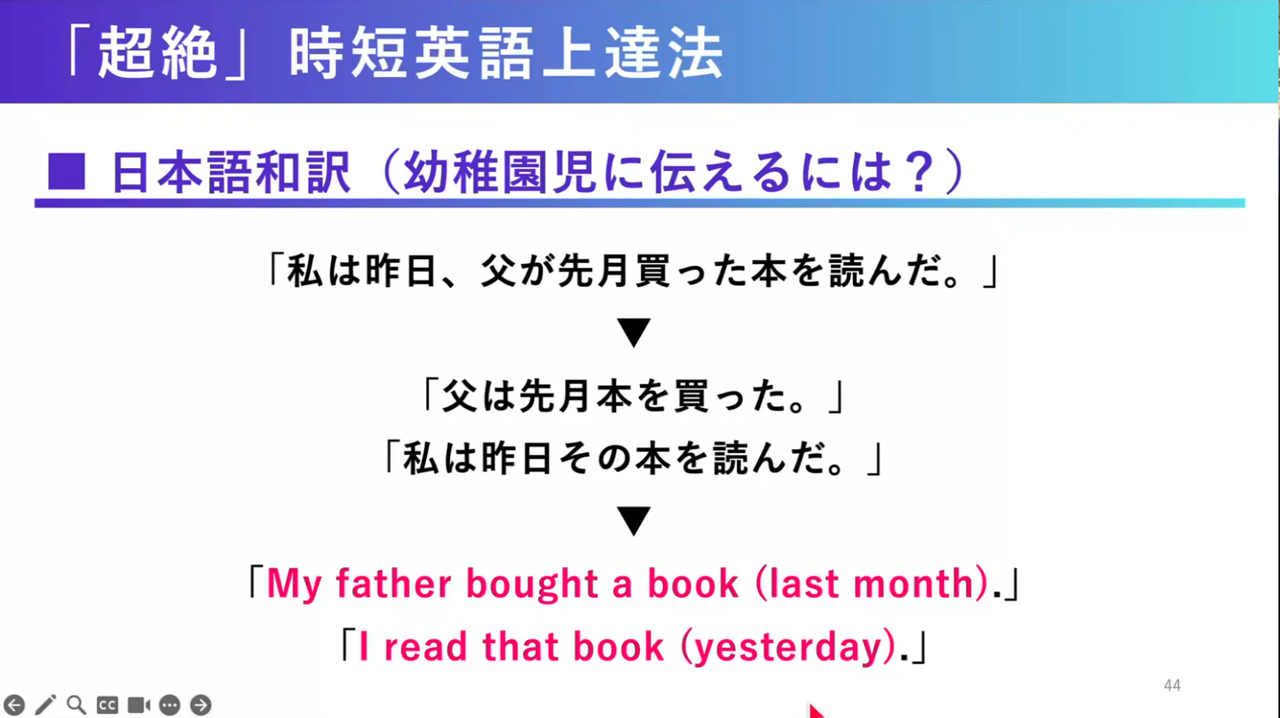 「超絶」時短英語上達法
■ 日本語和訳（幼稚園児に伝えるには？）
「私は昨日、父が先月買った本を読んだ。」
▼
「父は先月本を買った。」
「私は昨日その本を読んだ。」
▼
「My father bought a book (last month).」
「I read that book (yesterday).」
44
CC